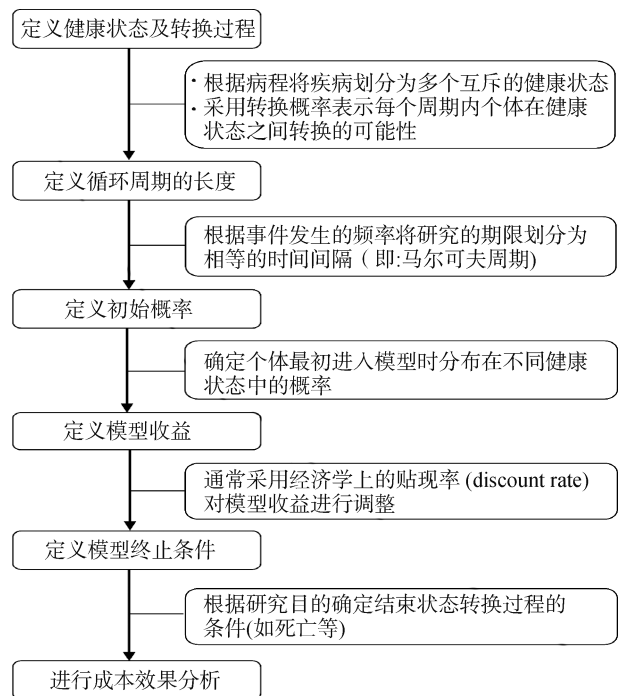 定义健康状态及转换过程
·根据病程将疾病划分为多个互斥的健康状态
·采用转换概率表示每个周期内个体在健康
状态之间转换的可能性
定义循环周期的长度
根据事件发生的频率将研究的期限划分为
相等的时间间隔（即:马尔可夫周期)
定义初始概率
确定个体最初进入模型时分布在不同健康
状态中的概率
定义模型收益
通常采用经济学上的贴现率 (discount rate)
对模型收益进行调整
定义模型终止条件
根据研究目的确定结束状态转换过程的
条件(如死亡等)
进行成本效果分析